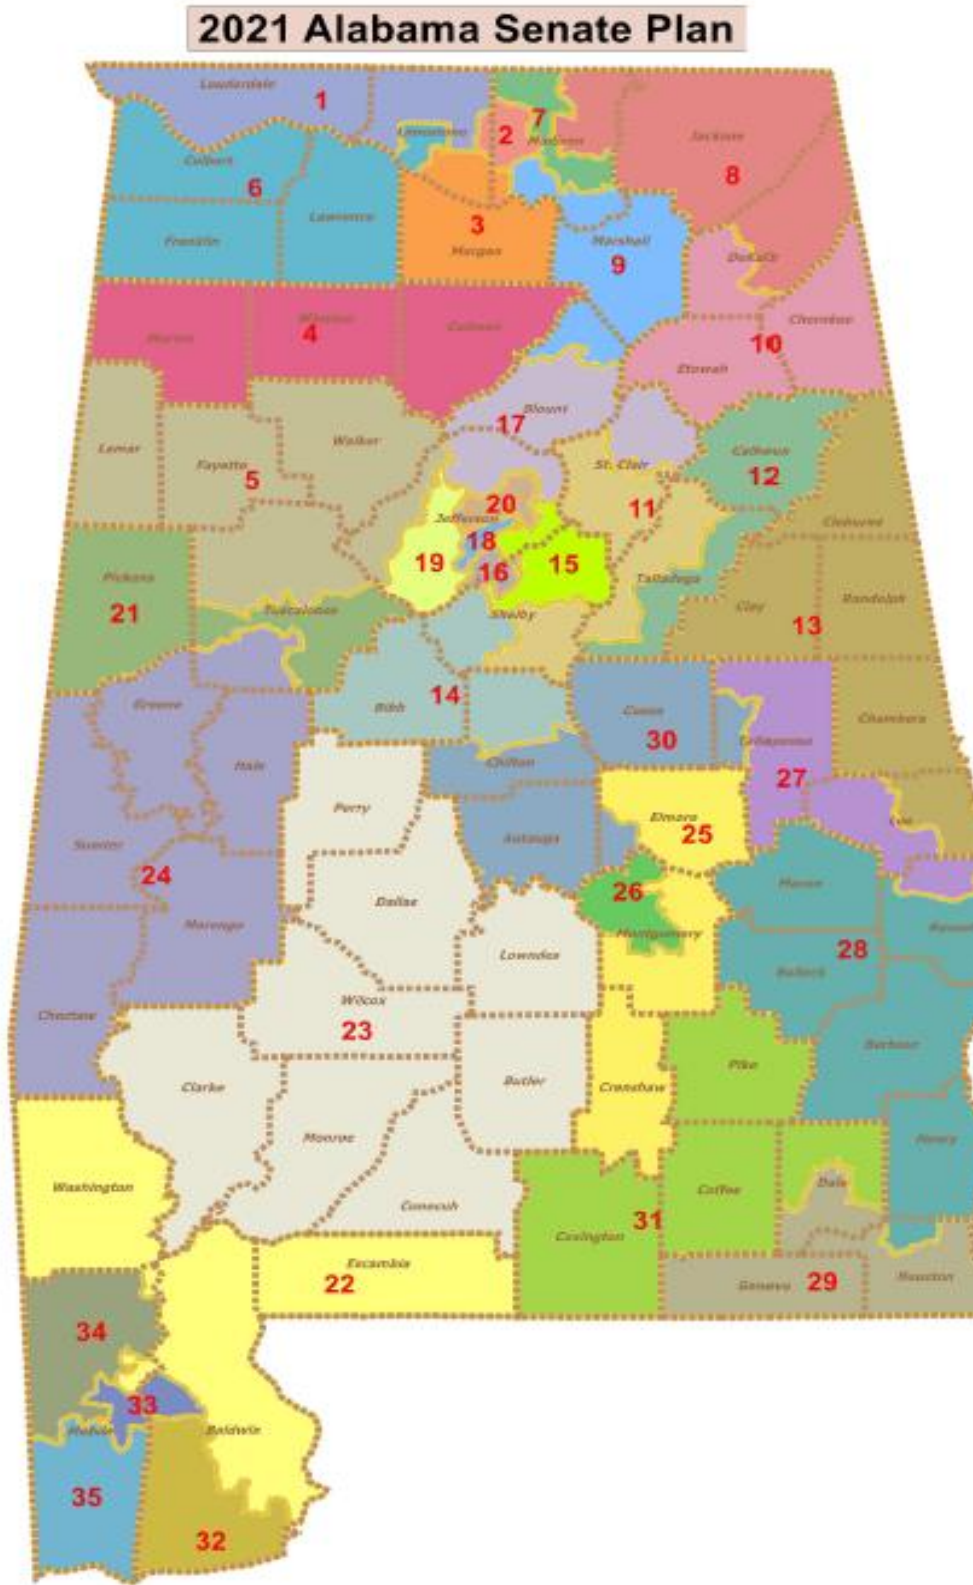 2021 Alabama Senate Plan
Lauderdale
1
Limestone
2
7
Madison
Jackson
8
Colbert
6
Lawrence
Franklin
3
Morgan
Marshall
9
DeKalb
Cherokee
10
Etowah
Marion
Winston
4
Cullman
Blount
17
Lamar
Fayette
Walker
5
St. Clair
11
Calhoun
12
Cleburne
20
Jefferson
18
19
16
15
Shelby
Talladega
Clay
Randolph
13
Pickens
21
Tuscaloosa
Greene
Bibb
14
Coosa
30
Tallapoosa
27
Chambers
Hale
Chilton
Perry
Autauga
Elmore
25
Lee
Sumter
24
Marengo
Dallas
26
Montgomery
Macon
28
Bullock
Lowndes
Choctaw
Wilcox
23
Clarke
Butler
Crenshaw
Pike
Barbour
Monroe
Henry
Washington
Conecuh
Covington
31
Coffee
Dale
Escambia
22
Geneva
29
Houston
34
33
Mobile
Baldwin
35
32